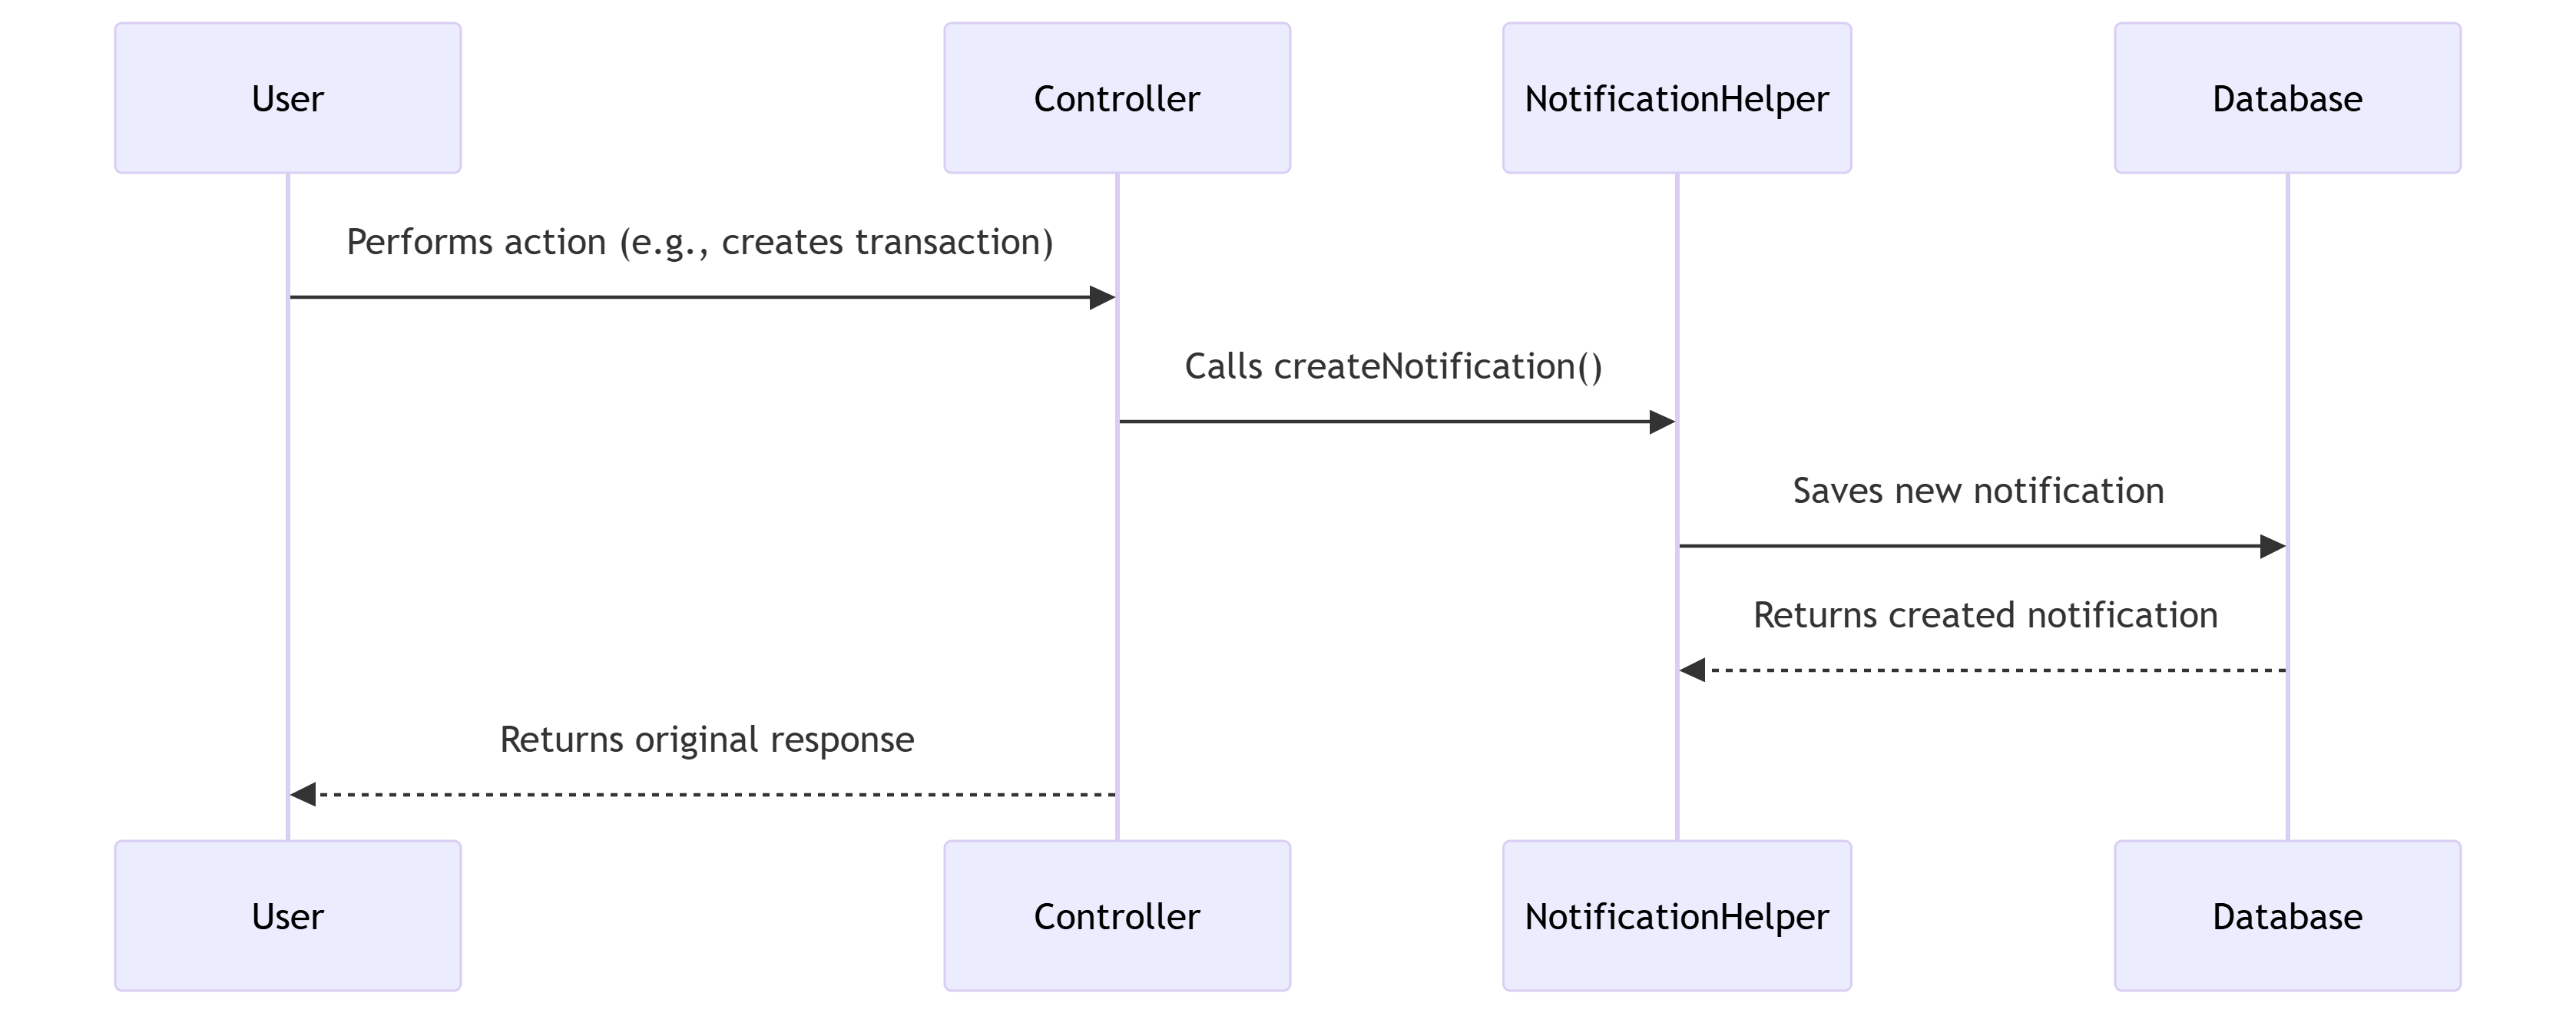 User
Controller
NotificationHelper
Database
Performs action (e.g., creates transaction)
Calls createNotification()
Saves new notification
Returns created notification
Returns original response
User
Controller
NotificationHelper
Database